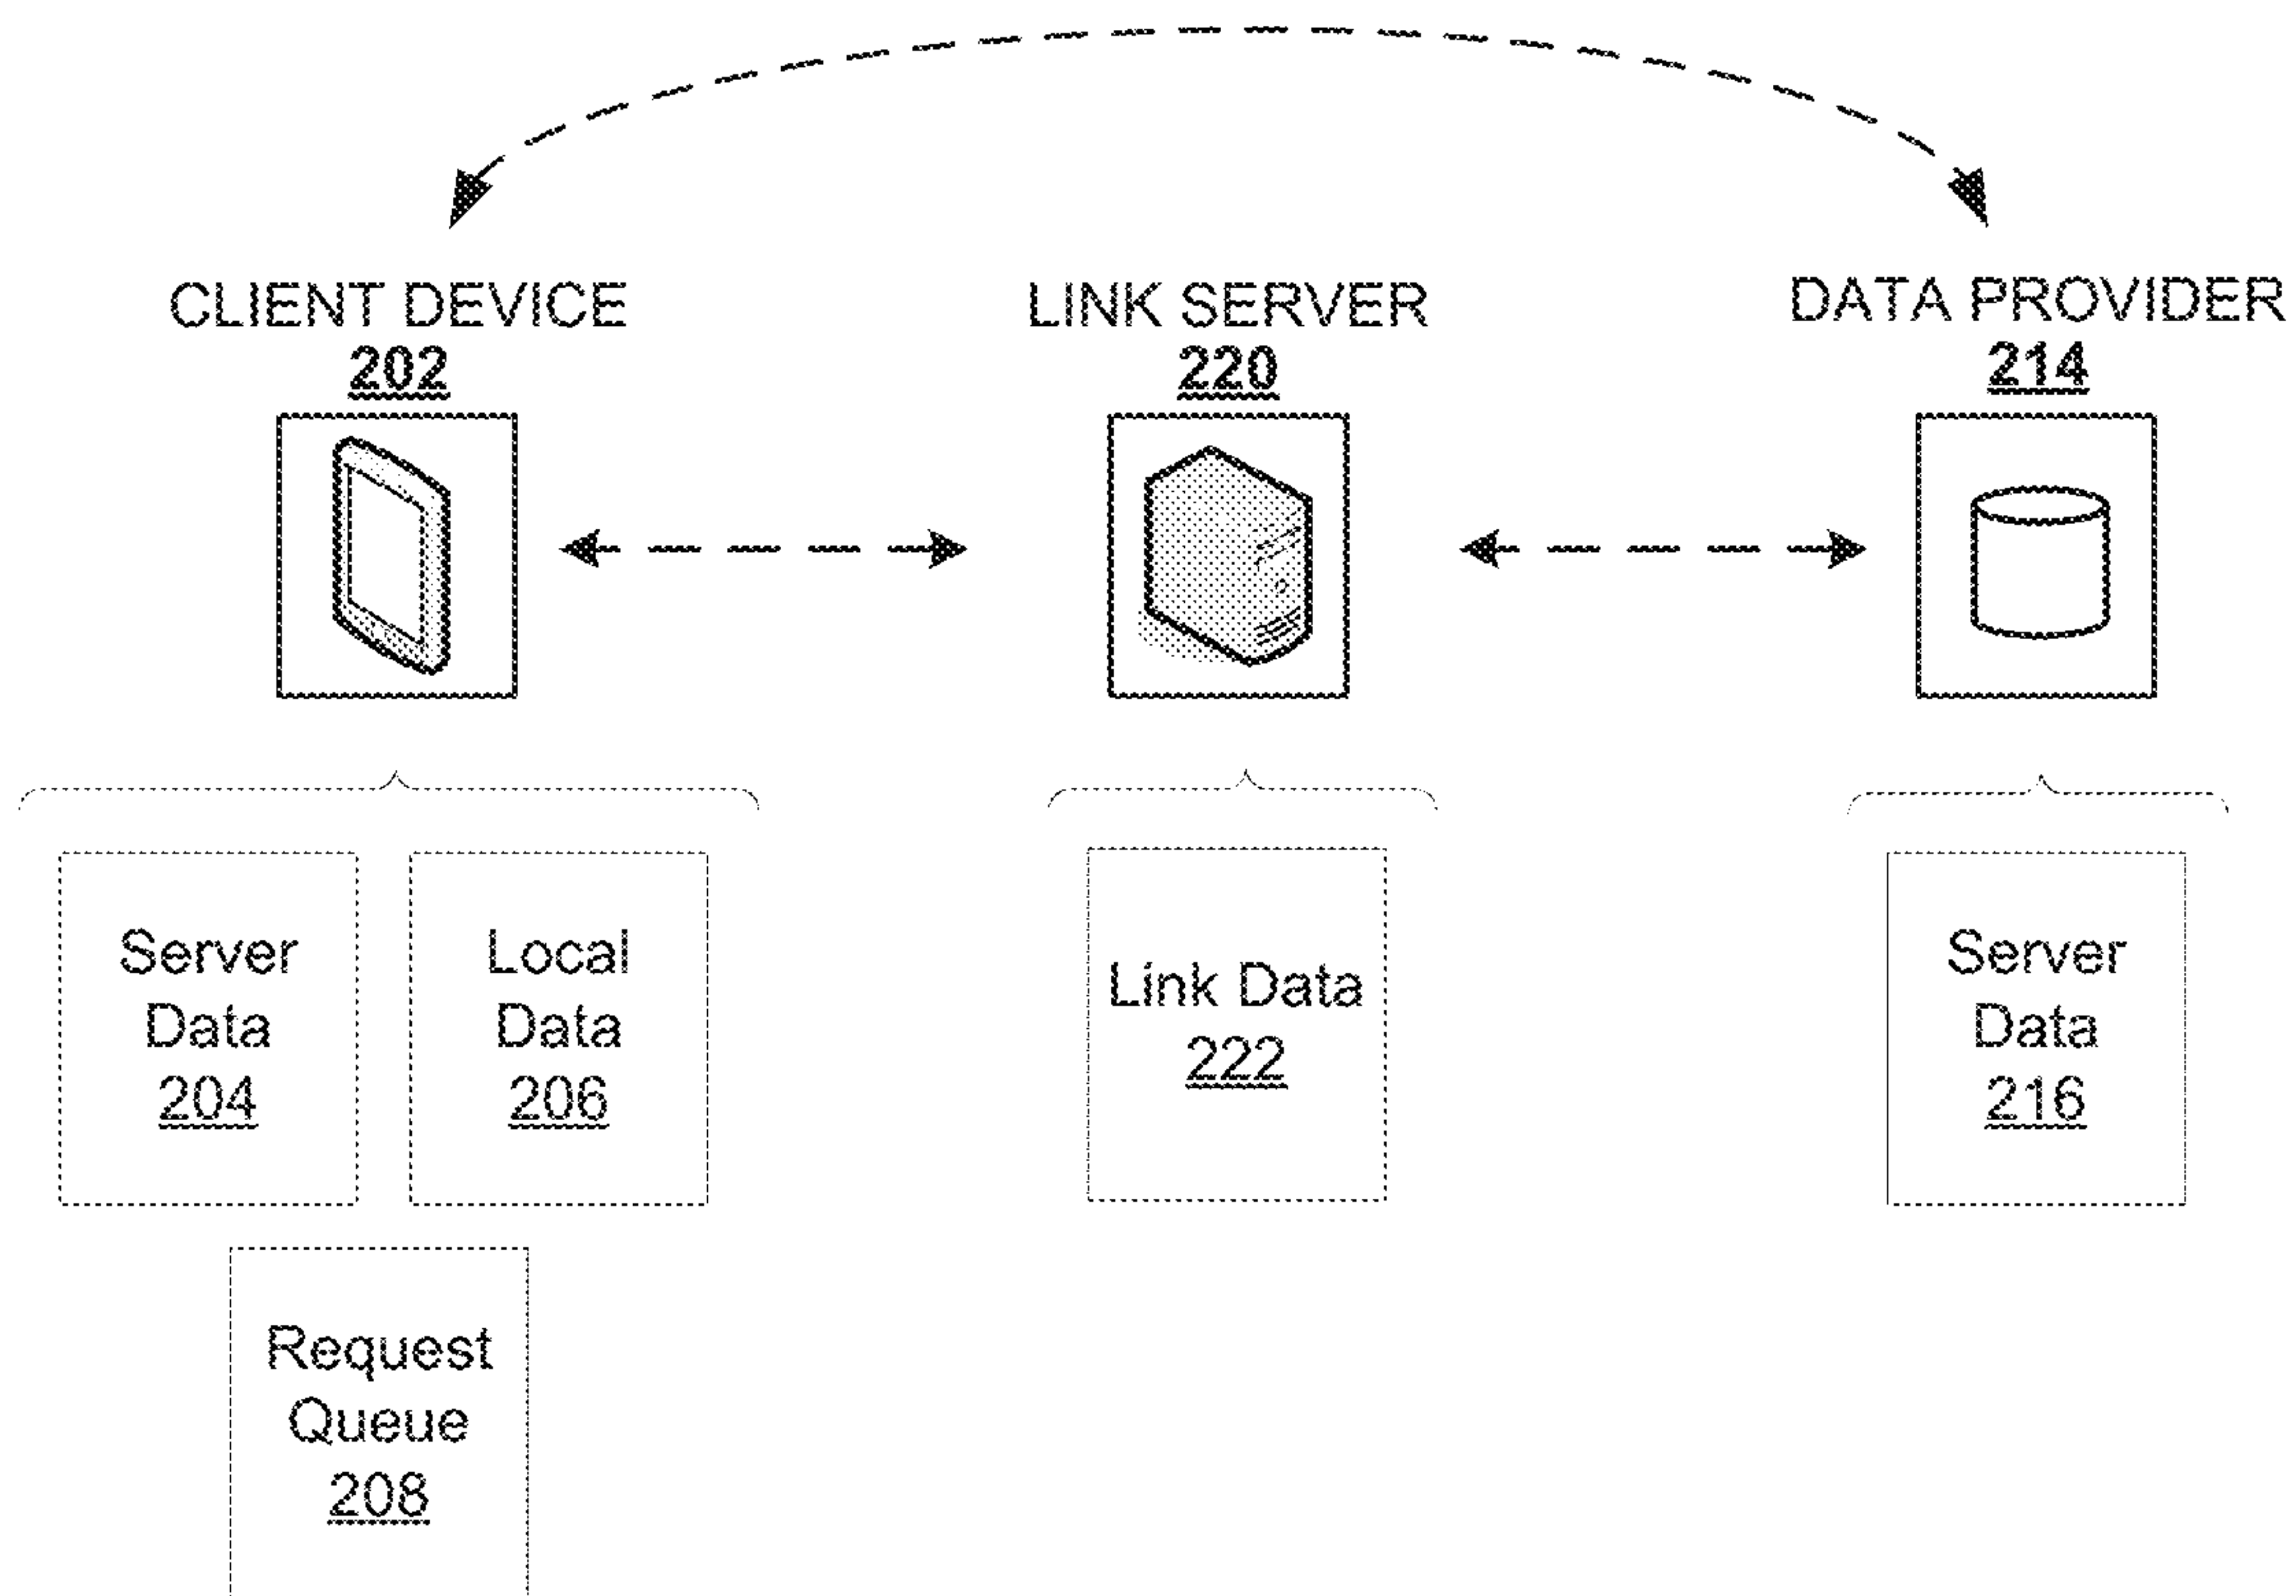 CLIENT DEVICE
202
LINK SERVER
220
DATA PROVIDER
214
Server
Data
204
Local
Data
206
Request
Queue
208
Link Data
222
Server
Data
216